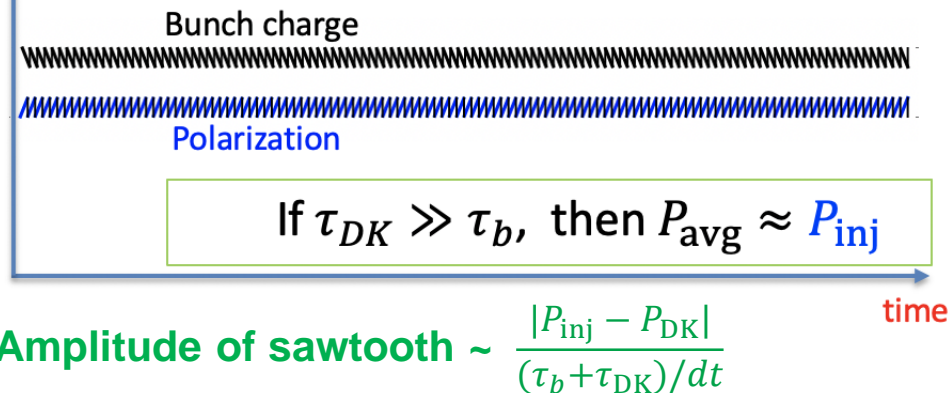 Bunch charge
Polarization
If τ_DK ≫ τ_b, then P_avg ≈ P_inj
time
Amplitude of sawtooth ~ |P_inj − P_DK| / (τ_b+τ_DK)/dt